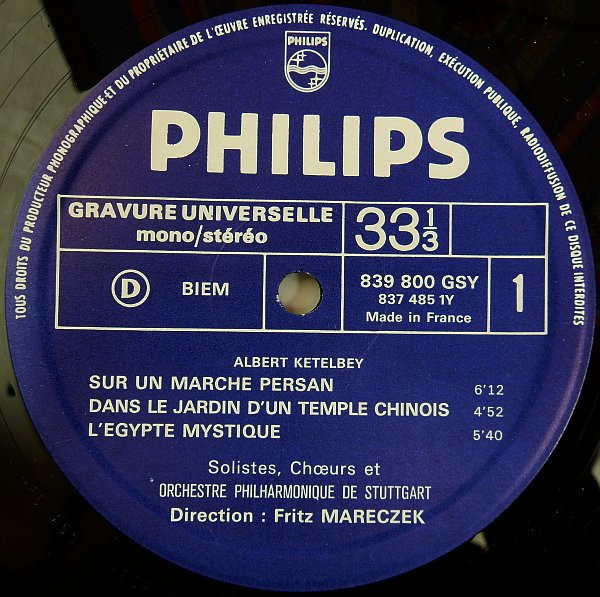 TOUS DROITS DU PRODUCTEUR PHONOGRAPHIQUE ET DU PROPRIÉTAIRE DE L'ŒUVRE ENREGISTRÉE RÉSERVÉS. DUPLICATION, EXÉCUTION PUBLIQUE, RADIODIFFUSION DE CE DISQUE INTERDITES
PHILIPS
PHILIPS
GRAVURE UNIVERSELLE
mono/stéréo
33 1/3
D BIEM
839 800 GSY
837 485 1Y
Made in France
1
ALBERT KETELBEY
SUR UN MARCHE PERSAN 6'12
DANS LE JARDIN D'UN TEMPLE CHINOIS 4'52
L'EGYPTE MYSTIQUE 5'40
Solistes, Chœurs et
ORCHESTRE PHILHARMONIQUE DE STUTTGART
Direction : Fritz MARECZEK